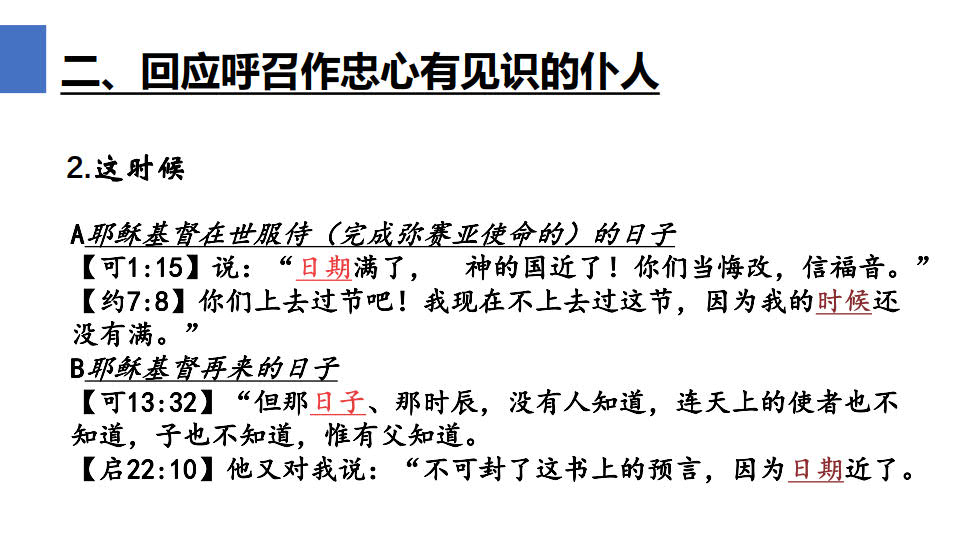 二、回应呼召作忠心有见识的仆人
2.这时候
A耶稣基督在世服侍（完成弥赛亚使命的）的日子
【可1:15】说：“日期满了，　神的国近了！你们当悔改，信福音。”
【约7:8】你们上去过节吧！我现在不上去过这节，因为我的时候还
没有满。”
B耶稣基督再来的日子
【可13:32】“但那日子、那时辰，没有人知道，连天上的使者也不
知道，子也不知道，惟有父知道。
【启22:10】他又对我说：“不可封了这书上的预言，因为日期近了。